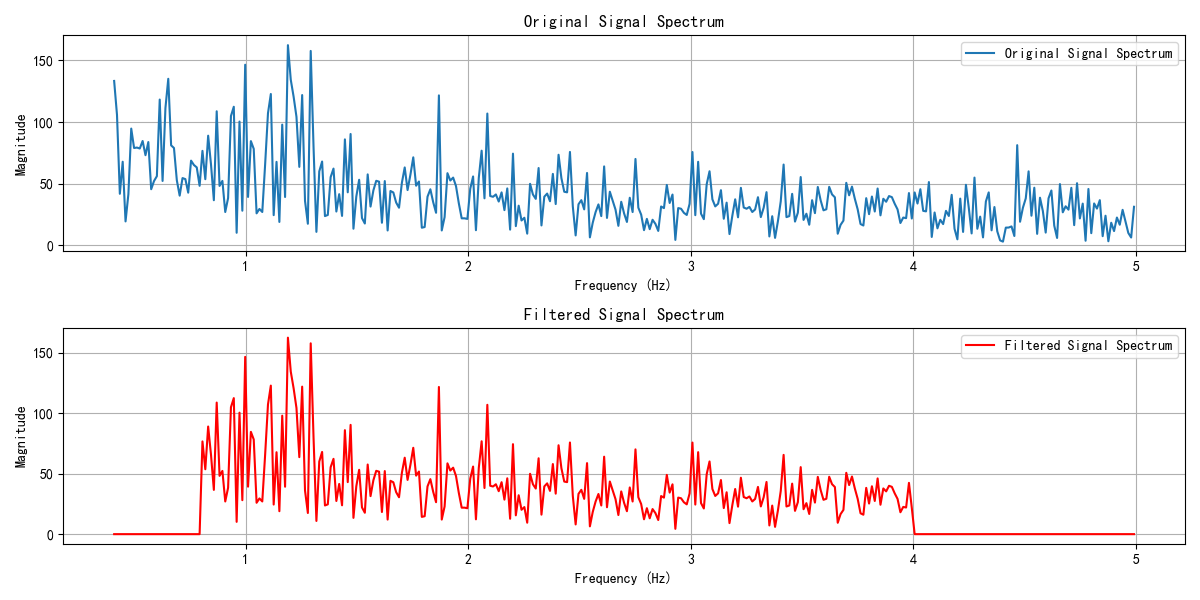 Original Signal Spectrum
Original Signal Spectrum
Magnitude
150
100
50
0
1
2
3
4
5
Frequency (Hz)
Filtered Signal Spectrum
Filtered Signal Spectrum
Magnitude
150
100
50
0
1
2
3
4
5
Frequency (Hz)